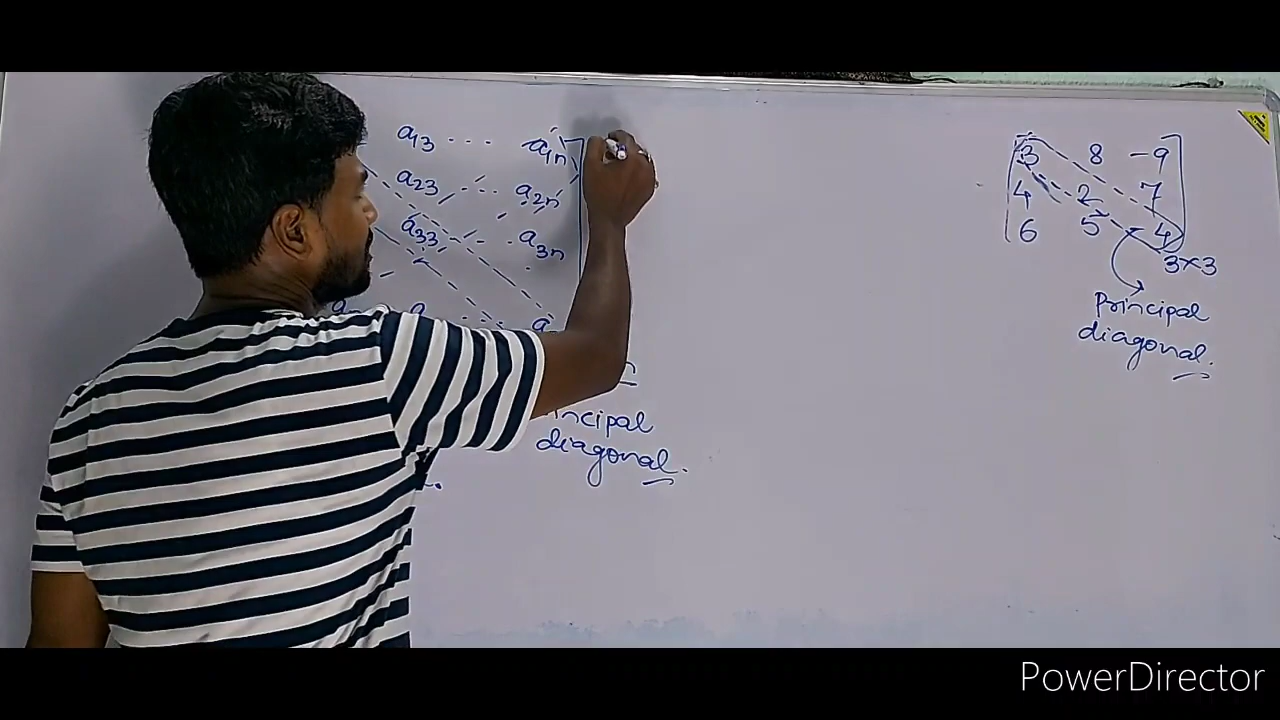 a13 ... a1n
a23 ... a2n
a33 . a3n
principal
diagonal.
3 8 -9
4 2 7
6 5 4
3×3
Principal
diagonal.
PowerDirector